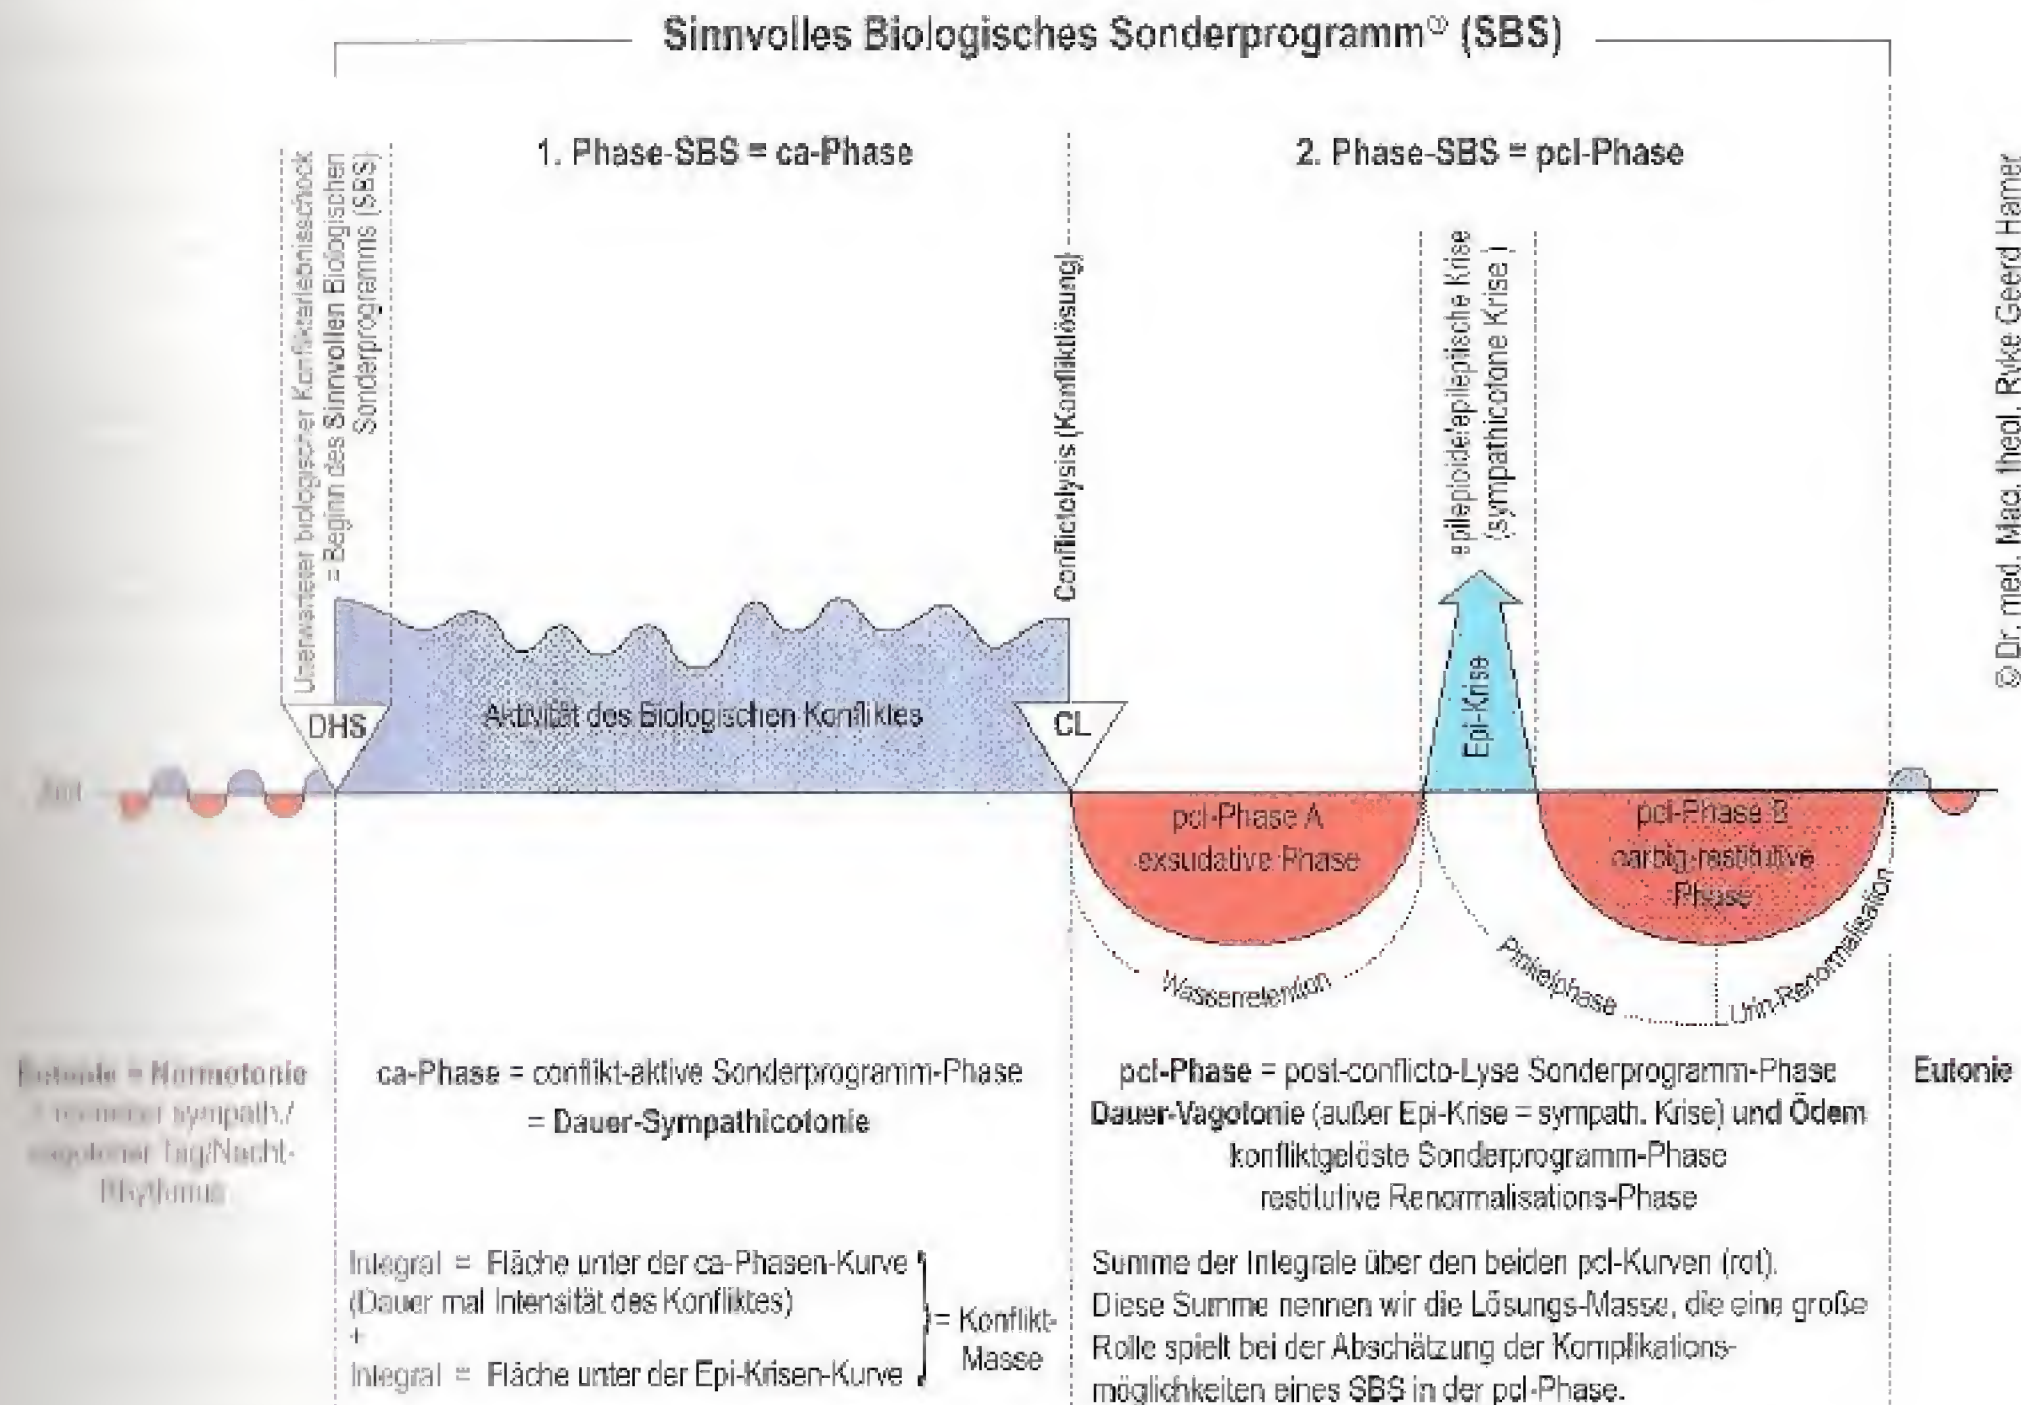 Sinnvolles Biologisches Sonderprogramm® (SBS)
1. Phase-SBS = ca-Phase
2. Phase-SBS = pcl-Phase
Unerwarteter biologischer Konflikterlebnisschock
= Beginn des Sinnvollen Biologischen
Sonderprogramms (SBS)
Conflictolysis (Konfliktlösung)
epileptoide/epileptische Krise
(sympathicotone Krise )
© Dr. med. Mag. theol. Ryke Geerd Hamer
DHS
Aktivität des Biologischen Konfliktes
CL
Epi-Krise
pcl-Phase A
exsudative Phase
pcl-Phase B
narbig-restitutive
Phase
Wasserretention
Pinkelphase
Urin-Renormalisation
Eutonie = Normotonie
sympath./
vagotoner Tag/Nacht-
Rhythmus
ca-Phase = conflikt-aktive Sonderprogramm-Phase
= Dauer-Sympathicotonie
pcl-Phase = post-conflicto-Lyse Sonderprogramm-Phase
Dauer-Vagotonie (außer Epi-Krise = sympath. Krise) und Ödem
konfliktgelöste Sonderprogramm-Phase
restitutive Renormalisations-Phase
Eutonie
Integral = Fläche unter der ca-Phasen-Kurve
(Dauer mal Intensität des Konfliktes)
+
Integral = Fläche unter der Epi-Krisen-Kurve
= Konflikt-
Masse
Summe der Integrale über den beiden pcl-Kurven (rot).
Diese Summe nennen wir die Lösungs-Masse, die eine große
Rolle spielt bei der Abschätzung der Komplikations-
möglichkeiten eines SBS in der pcl-Phase.